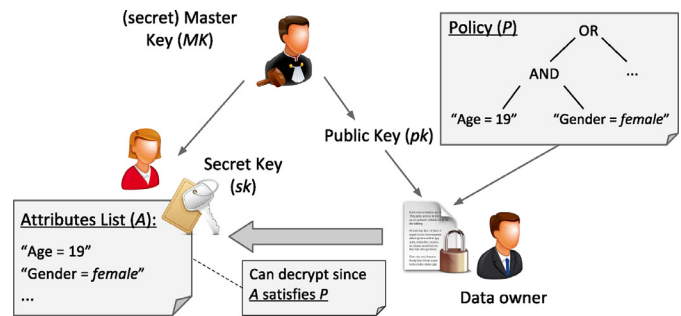 (secret) Master
Key (MK)
Policy (P)
OR
AND
...
"Age = 19"
"Gender = female"
Public Key (pk)
Secret Key
(sk)
Attributes List (A):
"Age = 19"
"Gender = female"
...
Can decrypt since
A satisfies P
Data owner